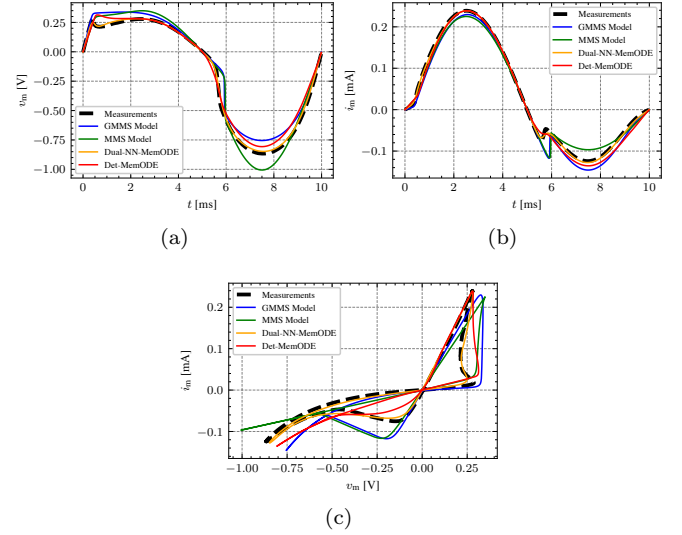 0.25
0.00
−0.25
−0.50
−0.75
−1.00
v_m [V]
Measurements
GMMS Model
MMS Model
Dual-NN-MemODE
Det-MemODE
0 2 4 6 8 10
t [ms]
(a)
0.2
0.1
0.0
−0.1
i_m [mA]
Measurements
GMMS Model
MMS Model
Dual-NN-MemODE
Det-MemODE
0 2 4 6 8 10
t [ms]
(b)
0.2
0.1
0.0
−0.1
i_m [mA]
Measurements
GMMS Model
MMS Model
Dual-NN-MemODE
Det-MemODE
−1.00 −0.75 −0.50 −0.25 0.00 0.25
v_m [V]
(c)